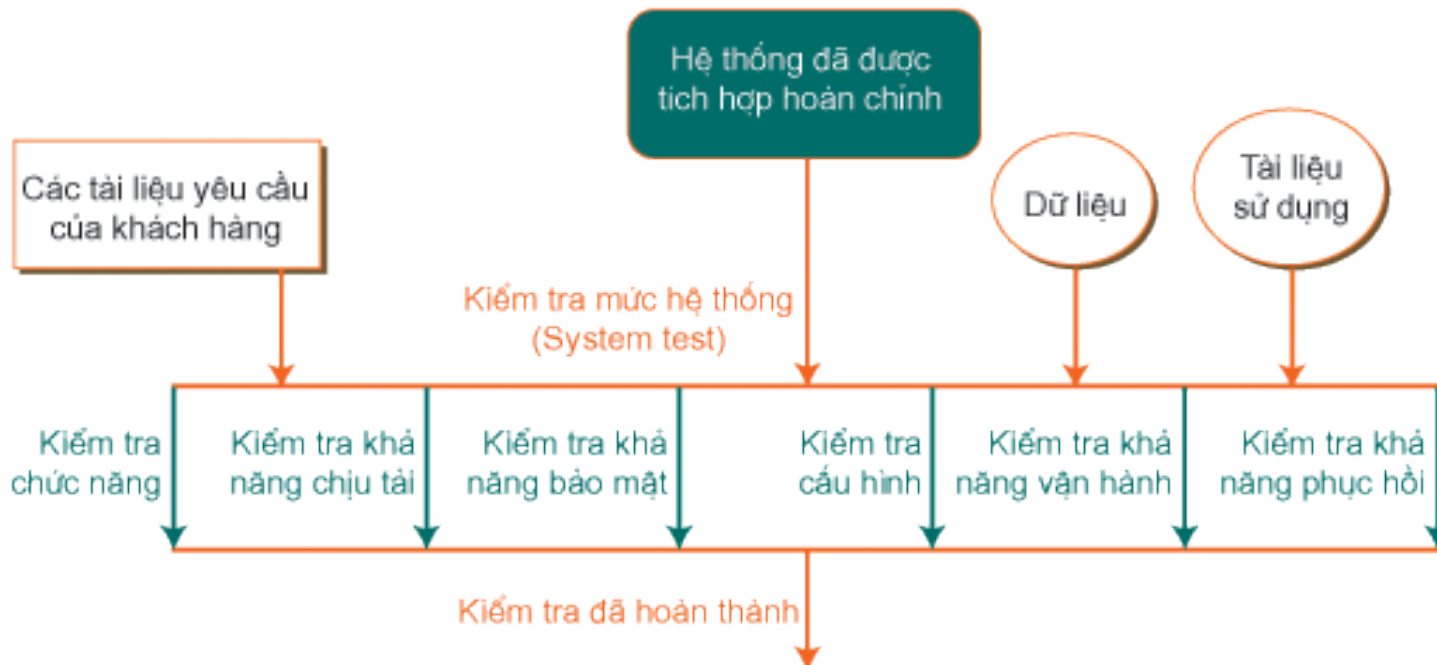 Hệ thống đã được
tich hợp hoàn chỉnh
Các tài liệu yêu cầu
của khách hàng
Dữ liệu
Tài liệu
sử dụng
Kiểm tra mức hệ thống
(System test)
Kiểm tra
chức năng
Kiểm tra khả
năng chịu tải
Kiểm tra khả
năng bảo mật
Kiểm tra
cấu hình
Kiểm tra khả
năng vận hành
Kiểm tra khả
năng phục hồi
Kiểm tra đã hoàn thành